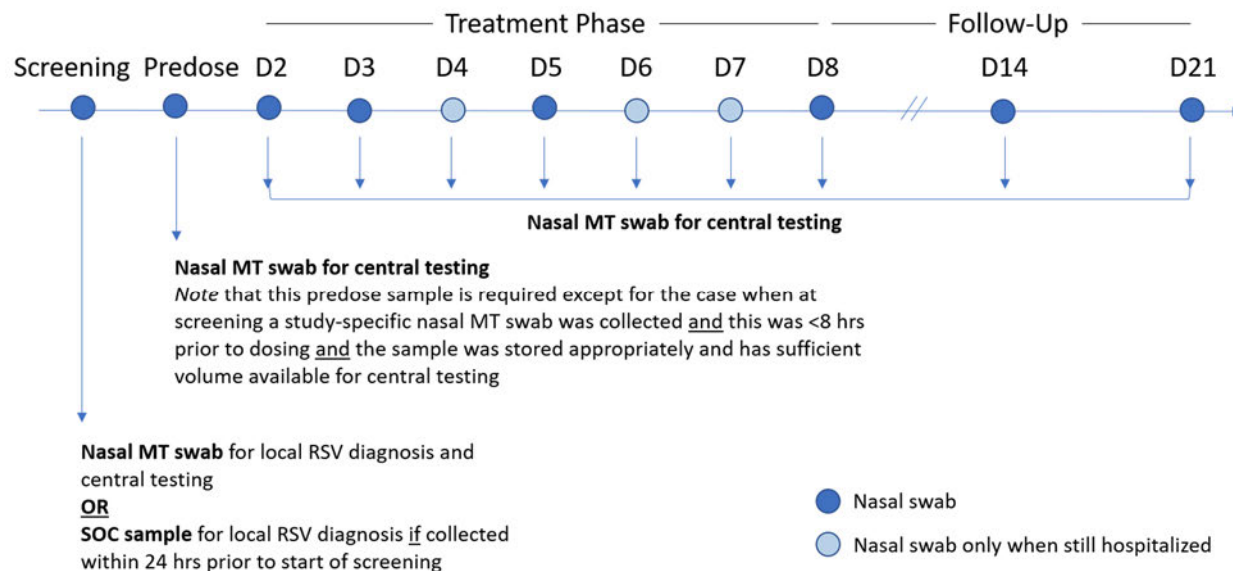 Treatment Phase
Follow-Up
Screening Predose D2 D3 D4 D5 D6 D7 D8 D14 D21
Nasal MT swab for central testing
Nasal MT swab for central testing
Note that this predose sample is required except for the case when at
screening a study-specific nasal MT swab was collected and this was <8 hrs
prior to dosing and the sample was stored appropriately and has sufficient
volume available for central testing
Nasal MT swab for local RSV diagnosis and
central testing
OR
SOC sample for local RSV diagnosis if collected
within 24 hrs prior to start of screening
Nasal swab
Nasal swab only when still hospitalized